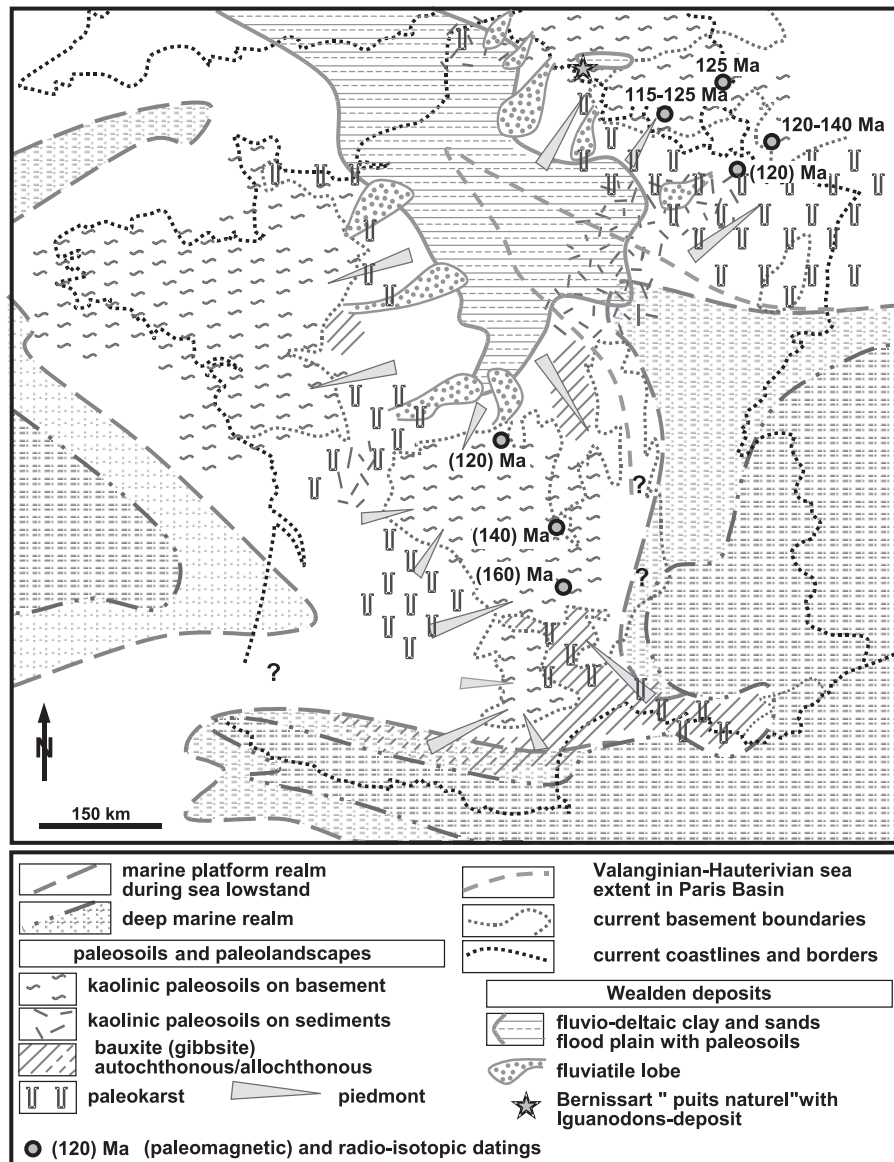 125 Ma
115-125 Ma
120-140 Ma
(120) Ma
(120) Ma
?
(140) Ma
(160) Ma
?
?
N
150 km
marine platform realm
during sea lowstand
deep marine realm
paleosoils and paleolandscapes
kaolinic paleosoils on basement
kaolinic paleosoils on sediments
bauxite (gibbsite)
autochthonous/allochthonous
paleokarst
piedmont
(120) Ma (paleomagnetic) and radio-isotopic datings
Valanginian-Hauterivian sea
extent in Paris Basin
current basement boundaries
current coastlines and borders
Wealden deposits
fluvio-deltaic clay and sands
flood plain with paleosoils
fluviatile lobe
Bernissart " puits naturel"with
Iguanodons-deposit